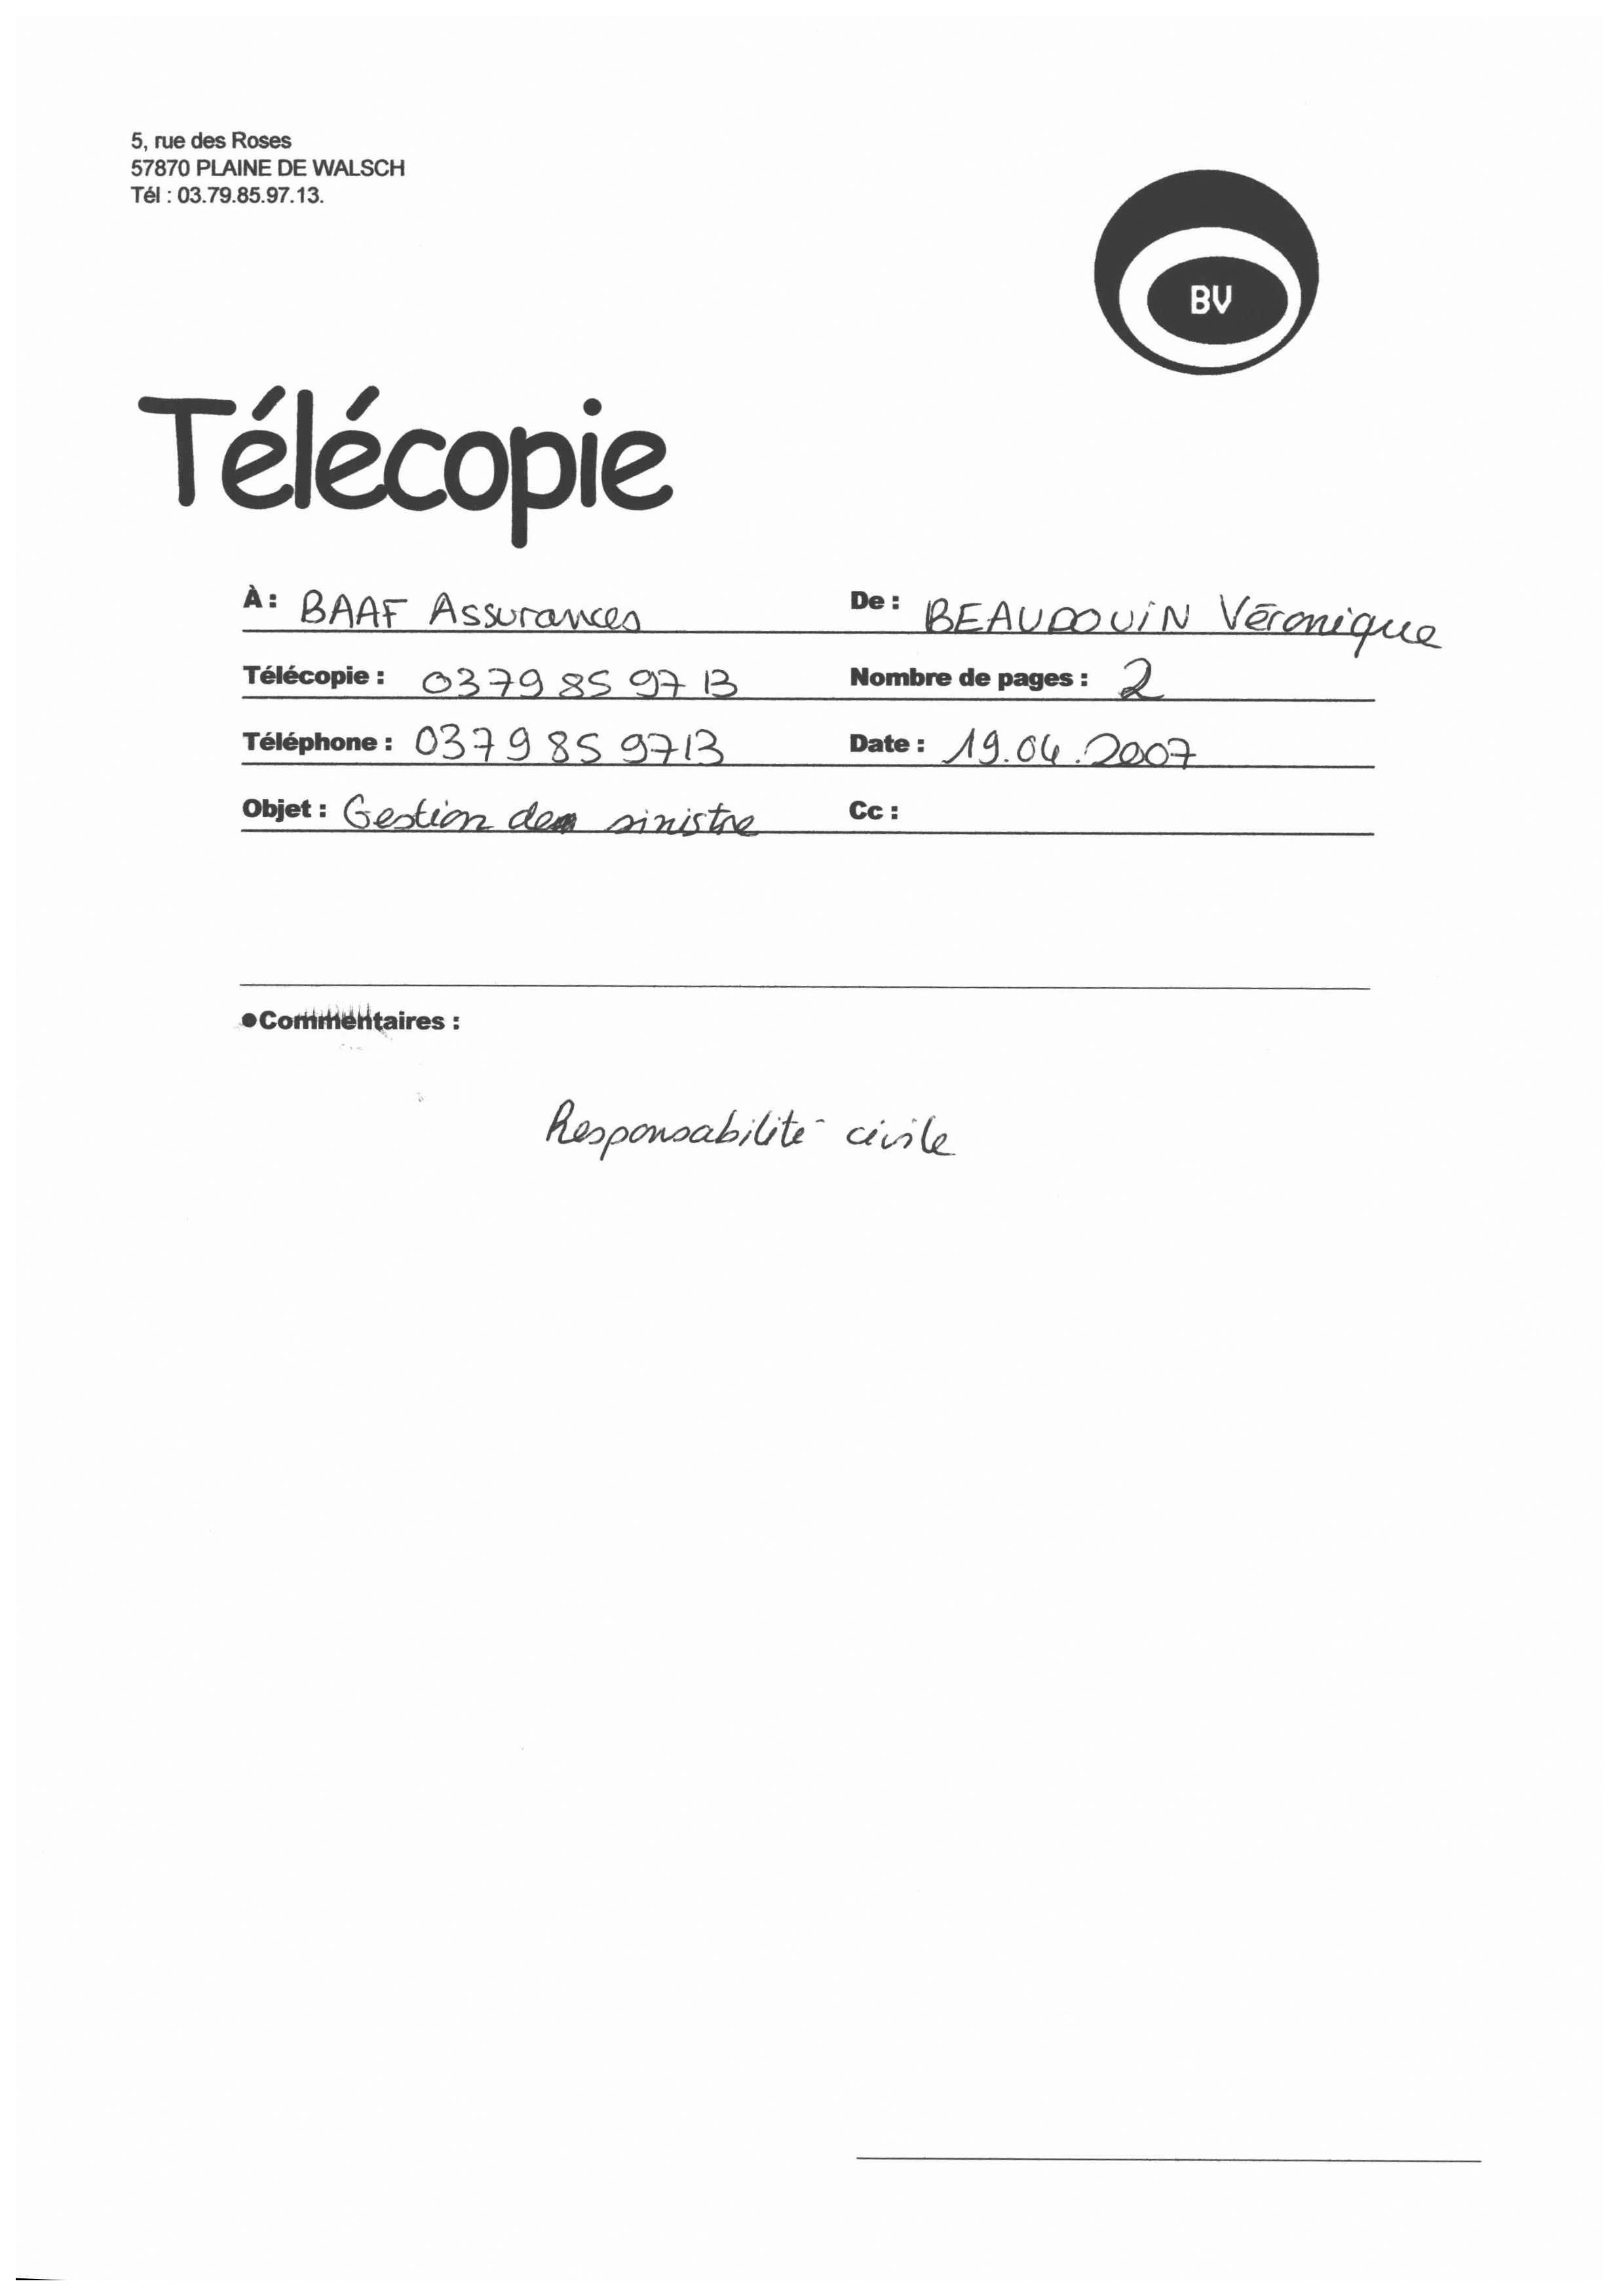 5, rue des Roses
57870 PLAINE DE WALSCH
Tél : 03.79.85.97.13.
BV
Télécopie
À : BAAF Assurances De : BEAUDOUIN Véronique
Télécopie : 0379 85 97 13 Nombre de pages : 2
Téléphone : 0379 85 9713 Date : 19.04.2007
Objet : Gestion de sinistre Cc :
•Commentaires :
Responsabilité civile